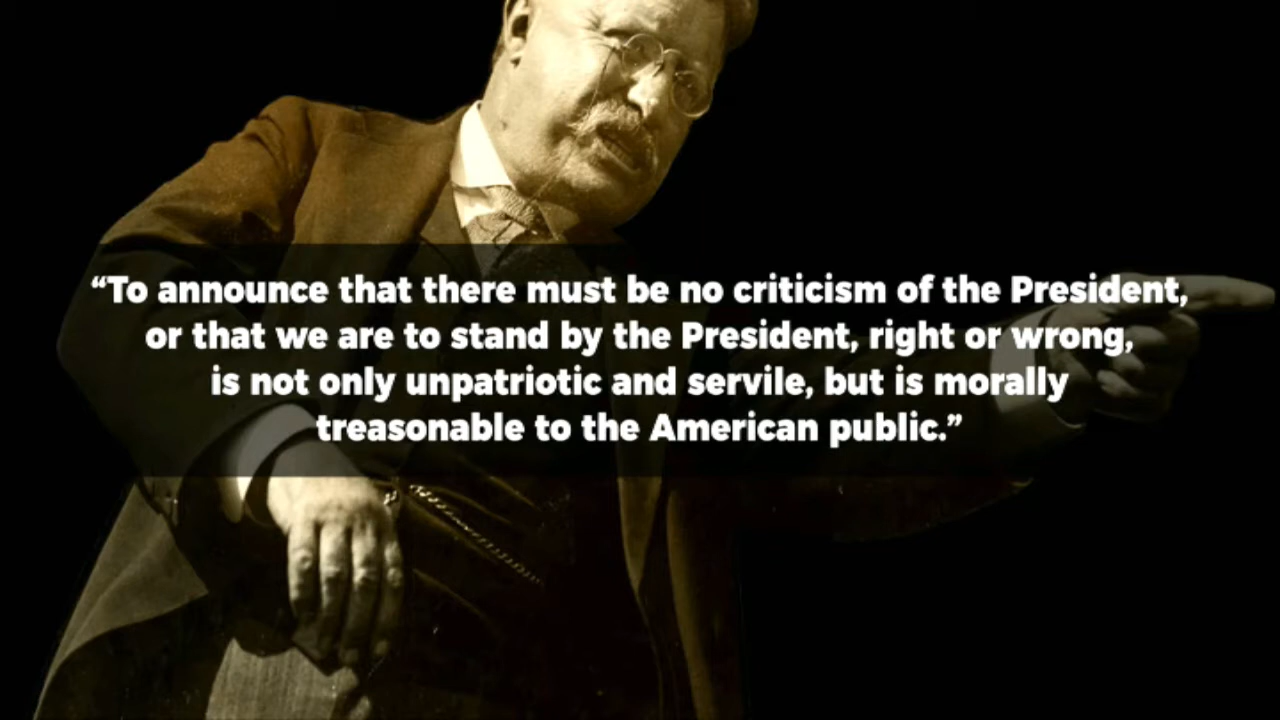 “To announce that there must be no criticism of the President,
or that we are to stand by the President, right or wrong,
is not only unpatriotic and servile, but is morally
treasonable to the American public.”